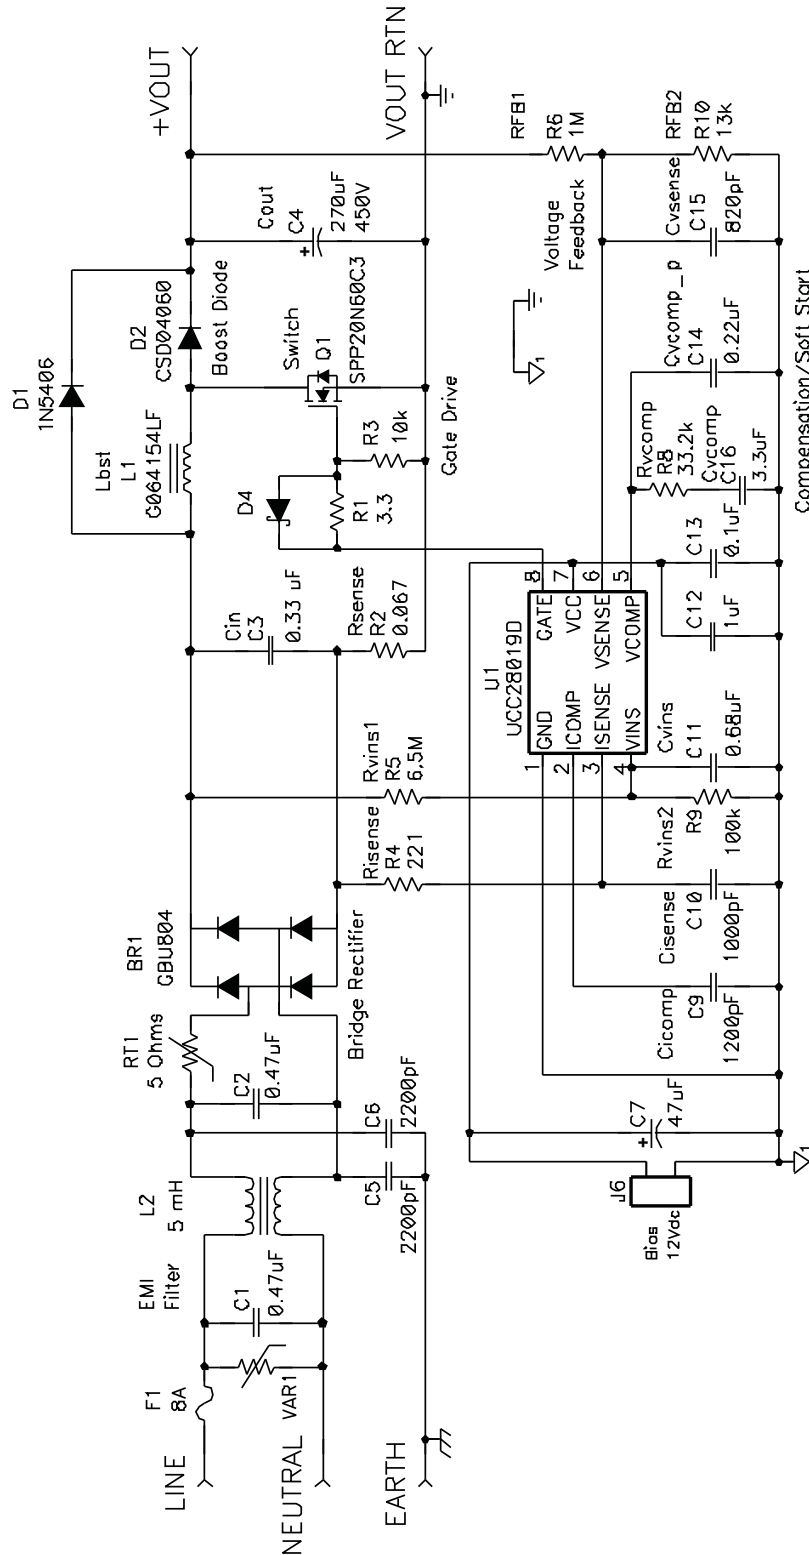 LINE
NEUTRAL
EARTH
F1
8A
VAR1
EMI
Filter
C1
0.47uF
L2
5 mH
C5
2200pF
C6
2200pF
C2
0.47uF
RT1
5 Ohms
BR1
GBU804
Bridge Rectifier
Cin
C3
0.33 uF
Rsense
R2
0.067
Lbst
L1
G064154LF
D1
1N5406
D2
CSD04060
Boost Diode
Switch
Q1
SPP20N60C3
D4
R1
3.3
R3
10k
Gate Drive
Cout
+
C4
270uF
450V
+VOUT
VOUT RTN
Risense
R4
221
Rvins1
R5
6.5M
U1
UCC28019D
1
GND
2
ICOMP
3
ISENSE
4
VINS
GATE
8
VCC
7
VSENSE
6
VCOMP
5
Voltage
Feedback
RFB1
R6
1M
RFB2
R10
13k
1
J6
Bias
12Vdc
+
C7
47uF
1
Cicomp
C9
1200pF
Cisense
C10
1000pF
Rvins2
R9
100k
Cvins
C11
0.68uF
C12
1uF
C13
0.1uF
Rvcomp
33.2k
Cvcomp
C16
3.3uF
Cvcomp_p
C14
0.22uF
Cvsense
C15
820pF
Compensation/Soft Start